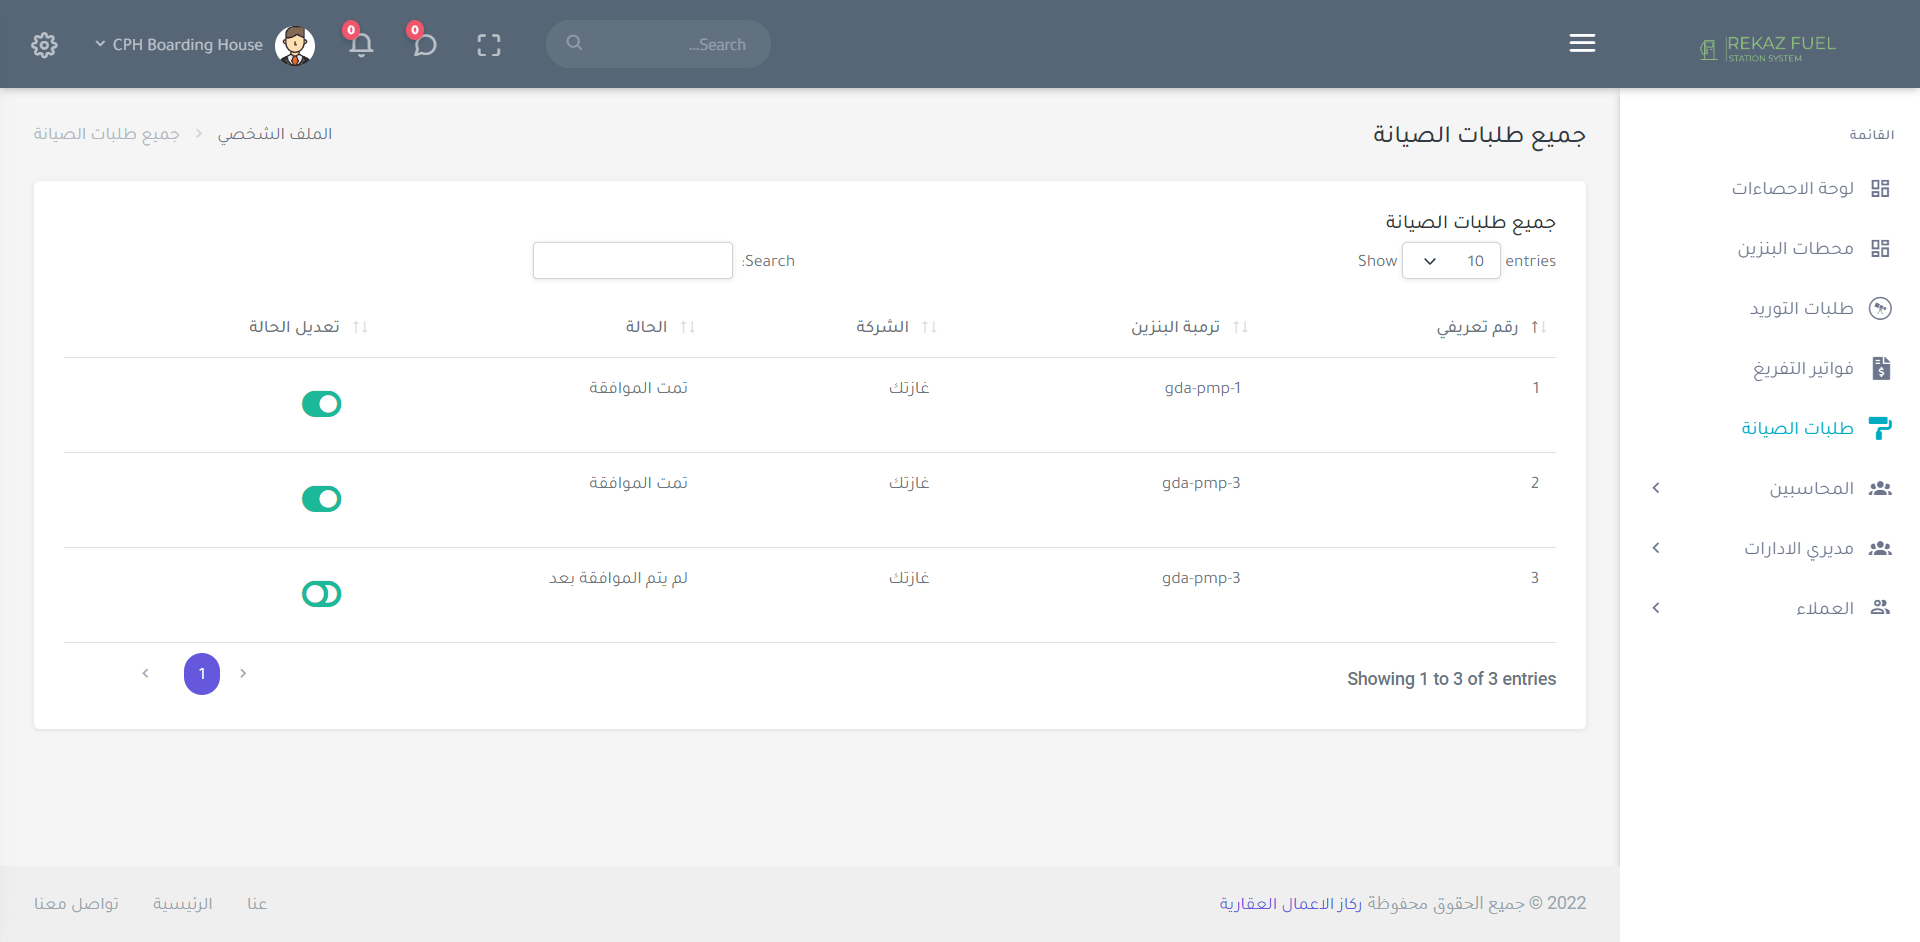 REKAZ FUEL
STATION SYSTEM
Search...
0
0
CPH Boarding House
القائمة
لوحة الاحصاءات
محطات البنزين
طلبات التوريد
فواتير التفريغ
طلبات الصيانة
المحاسبين
مديري الادارات
العملاء
جميع طلبات الصيانة
الملف الشخصي
جميع طلبات الصيانة
جميع طلبات الصيانة
Show 10 entries
Search:
رقم تعريفي ترمبة البنزين الشركة الحالة تعديل الحالة
1 gda-pmp-1 غازتك تمت الموافقة
2 gda-pmp-3 غازتك تمت الموافقة
3 gda-pmp-3 غازتك لم يتم الموافقة بعد
Showing 1 to 3 of 3 entries
1
2022 © جميع الحقوق محفوظة ركاز الاعمال العقارية
عنا الرئيسية تواصل معنا